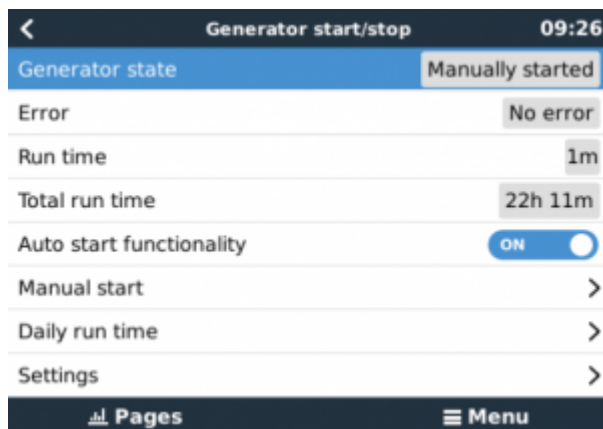 Generator start/stop 09:26
Generator state Manually started
Error No error
Run time 1m
Total run time 22h 11m
Auto start functionality ON
Manual start
Daily run time
Settings
Pages Menu